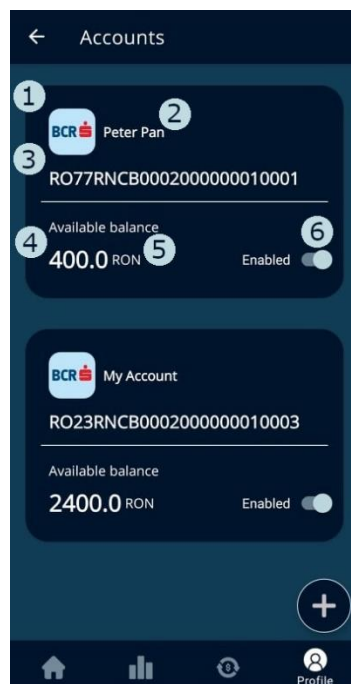 Accounts
1
2
BCR Peter Pan
3
RO77RNCB0002000000010001
Available balance
6
4 400.0 RON 5 Enabled
BCR My Account
RO23RNCB0002000000010003
Available balance
2400.0 RON Enabled
+
Profile